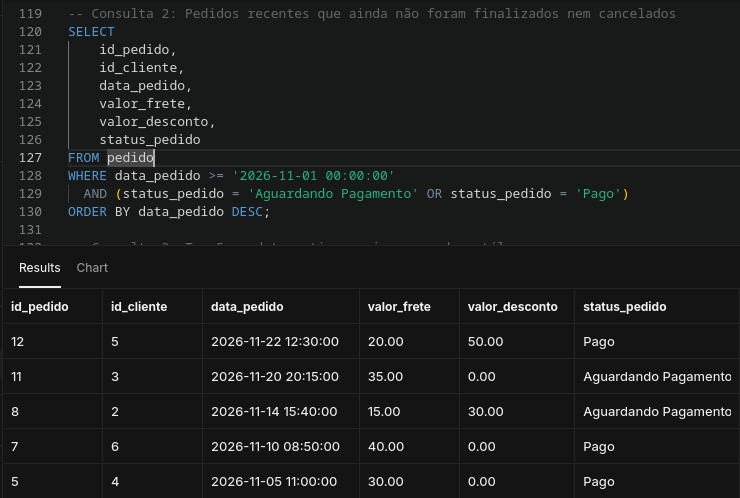 119 -- Consulta 2: Pedidos recentes que ainda não foram finalizados nem cancelados
120 SELECT
121 id_pedido,
122 id_cliente,
123 data_pedido,
124 valor_frete,
125 valor_desconto,
126 status_pedido
127 FROM pedido
128 WHERE data_pedido >= '2026-11-01 00:00:00'
129 AND (status_pedido = 'Aguardando Pagamento' OR status_pedido = 'Pago')
130 ORDER BY data_pedido DESC;
131
Results Chart
id_pedido id_cliente data_pedido valor_frete valor_desconto status_pedido
12 5 2026-11-22 12:30:00 20.00 50.00 Pago
11 3 2026-11-20 20:15:00 35.00 0.00 Aguardando Pagamento
8 2 2026-11-14 15:40:00 15.00 30.00 Aguardando Pagamento
7 6 2026-11-10 08:50:00 40.00 0.00 Pago
5 4 2026-11-05 11:00:00 30.00 0.00 Pago